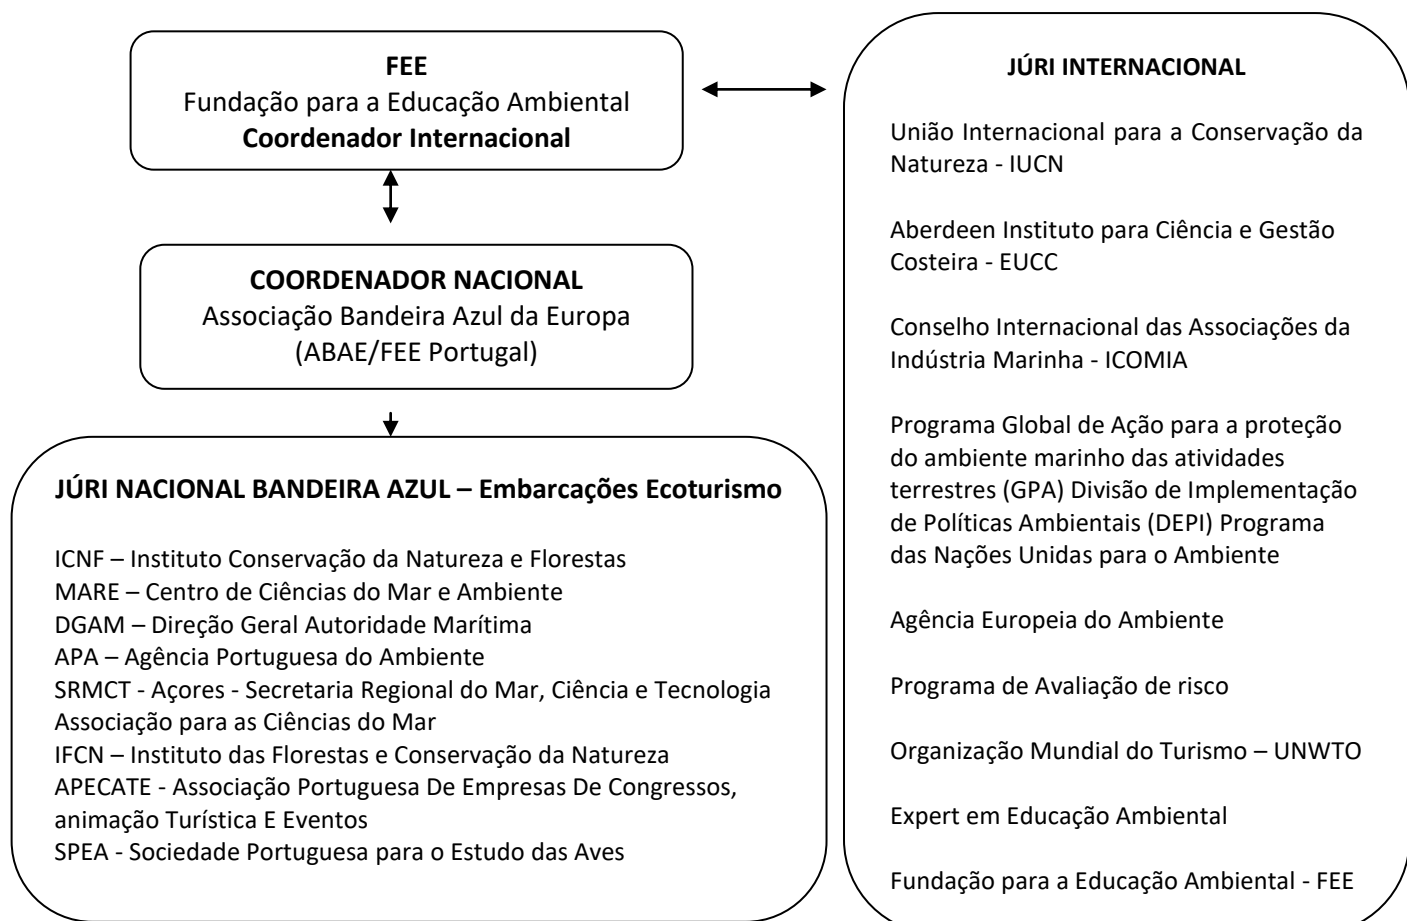 FEE
Fundação para a Educação Ambiental
Coordenador Internacional
COORDENADOR NACIONAL
Associação Bandeira Azul da Europa
(ABAE/FEE Portugal)
JÚRI NACIONAL BANDEIRA AZUL – Embarcações Ecoturismo
ICNF – Instituto Conservação da Natureza e Florestas
MARE – Centro de Ciências do Mar e Ambiente
DGAM – Direção Geral Autoridade Marítima
APA – Agência Portuguesa do Ambiente
SRMCT - Açores - Secretaria Regional do Mar, Ciência e Tecnologia
Associação para as Ciências do Mar
IFCN – Instituto das Florestas e Conservação da Natureza
APECATE - Associação Portuguesa De Empresas De Congressos,
animação Turística E Eventos
SPEA - Sociedade Portuguesa para o Estudo das Aves
JÚRI INTERNACIONAL
União Internacional para a Conservação da
Natureza - IUCN
Aberdeen Instituto para Ciência e Gestão
Costeira - EUCC
Conselho Internacional das Associações da
Indústria Marinha - ICOMIA
Programa Global de Ação para a proteção
do ambiente marinho das atividades
terrestres (GPA) Divisão de Implementação
de Políticas Ambientais (DEPI) Programa
das Nações Unidas para o Ambiente
Agência Europeia do Ambiente
Programa de Avaliação de risco
Organização Mundial do Turismo – UNWTO
Expert em Educação Ambiental
Fundação para a Educação Ambiental - FEE